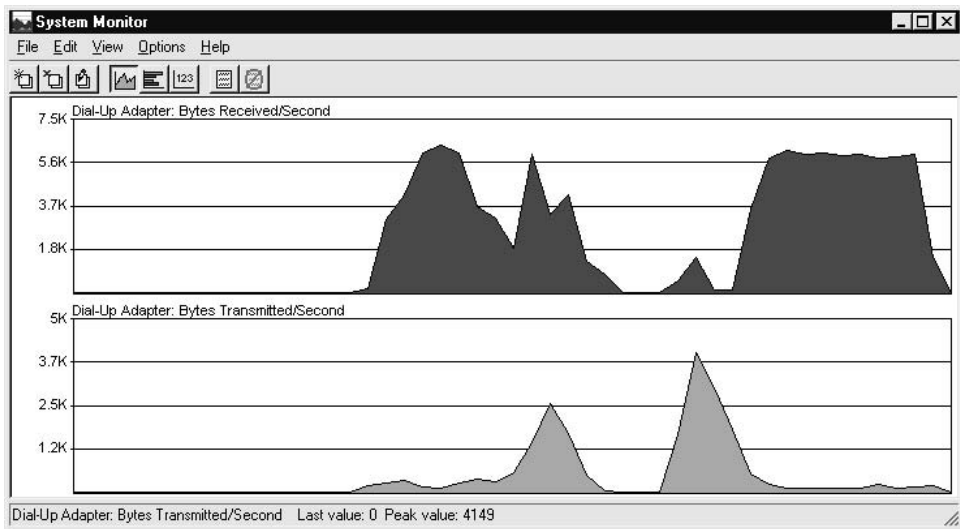 System Monitor
File Edit View Options Help
123
Dial-Up Adapter: Bytes Received/Second
7.5K
5.6K
3.7K
1.8K
Dial-Up Adapter: Bytes Transmitted/Second
5K
3.7K
2.5K
1.2K
Dial-Up Adapter: Bytes Transmitted/Second Last value: 0 Peak value: 4149